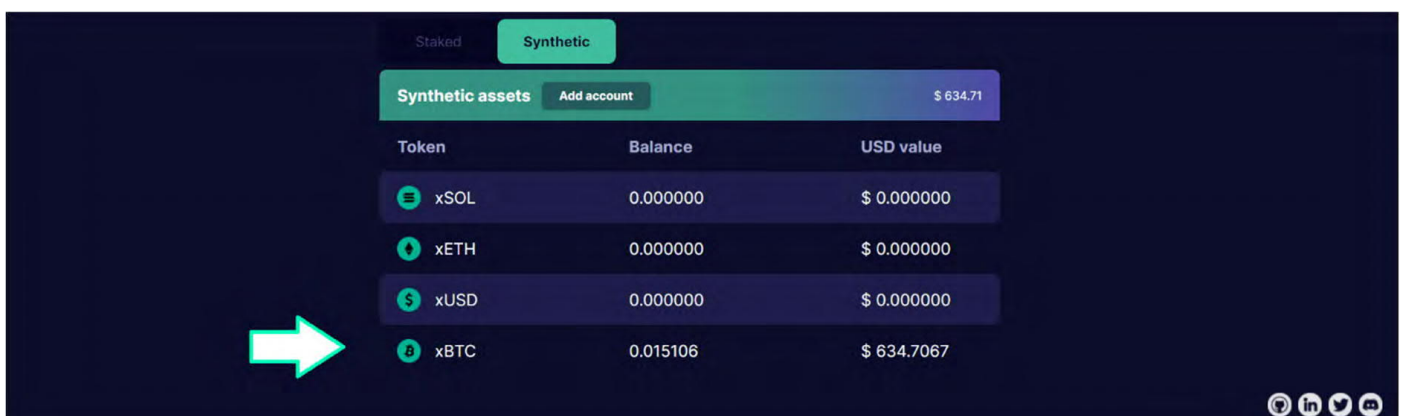 Staked Synthetic
Synthetic assets Add account $ 634.71
Token Balance USD value
xSOL 0.000000 $ 0.000000
xETH 0.000000 $ 0.000000
xUSD 0.000000 $ 0.000000
xBTC 0.015106 $ 634.7067